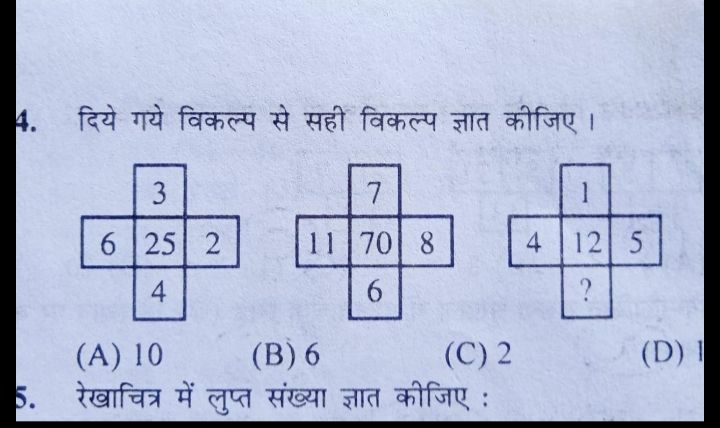 4. दिये गये विकल्प से सही विकल्प ज्ञात कीजिए ।
3 7 1
6 25 2 11 70 8 4 12 5
4 6 ?
(A) 10 (B) 6 (C) 2 (D)
5. रेखाचित्र में लुप्त संख्या ज्ञात कीजिए :